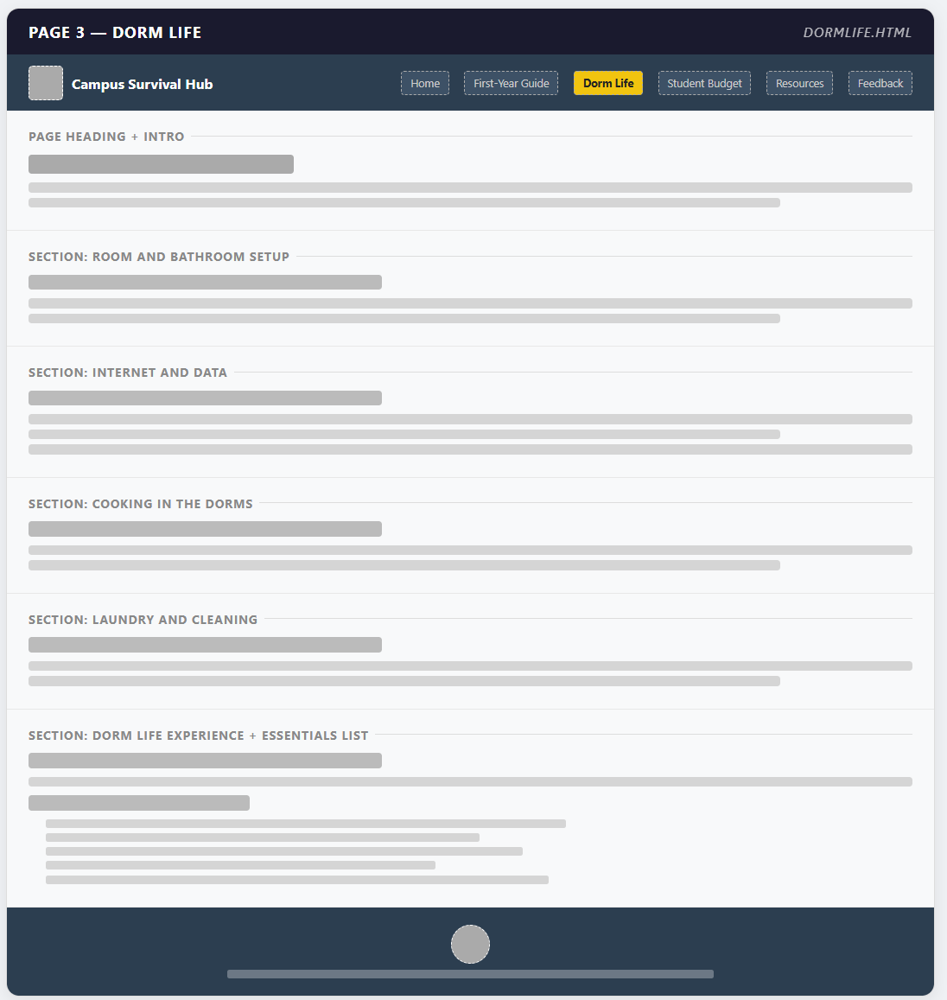 PAGE 3 — DORM LIFE
DORMLIFE.HTML
Campus Survival Hub
Home
First-Year Guide
Dorm Life
Student Budget
Resources
Feedback
PAGE HEADING + INTRO
SECTION: ROOM AND BATHROOM SETUP
SECTION: INTERNET AND DATA
SECTION: COOKING IN THE DORMS
SECTION: LAUNDRY AND CLEANING
SECTION: DORM LIFE EXPERIENCE + ESSENTIALS LIST